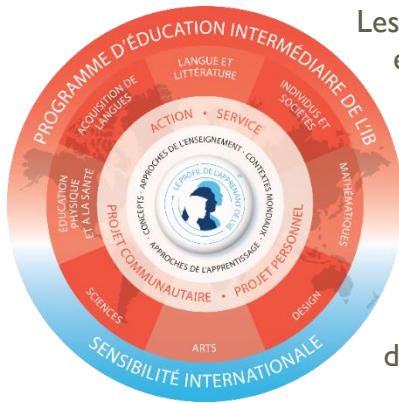 Les
e
d
PROGRAMME D'ÉDUCATION INTERMÉDIAIRE DE L'IB
LANGUE ET
LITTÉRATURE
ACQUISITION DE
LANGUES
INDIVIDUS ET
SOCIÉTÉS
ÉDUCATION
PHYSIQUE
ET À LA SANTÉ
MATHÉMATIQUES
SCIENCES
ARTS
DESIGN
ACTION • SERVICE
PROJET COMMUNAUTAIRE • PROJET PERSONNEL
CONCEPTS • APPROCHES DE L'ENSEIGNEMENT • CONTEXTES MONDIAUX • APPROCHES DE L'APPRENTISSAGE •
LE PROFIL DE L'APPRENANT DE L'IB
SENSIBILITÉ INTERNATIONALE